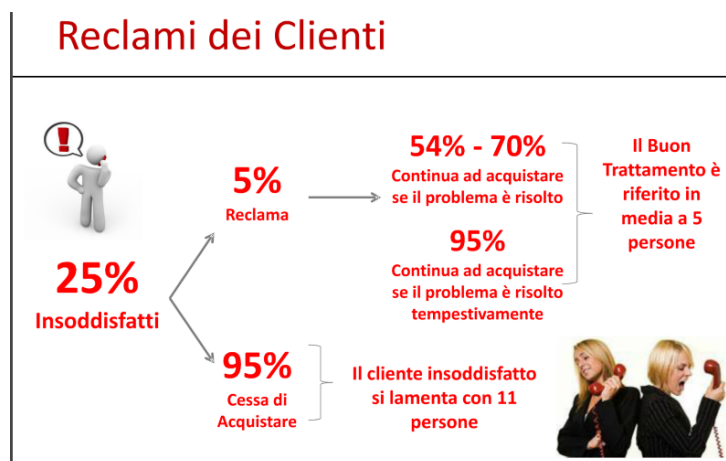 Reclami dei Clienti
25%
Insoddisfatti
5%
Reclama
54% - 70%
Continua ad acquistare
se il problema è risolto
95%
Continua ad acquistare
se il problema è risolto
tempestivamente
Il Buon
Trattamento è
riferito in
media a 5
persone
95%
Cessa di
Acquistare
Il cliente insoddisfatto
si lamenta con 11
persone